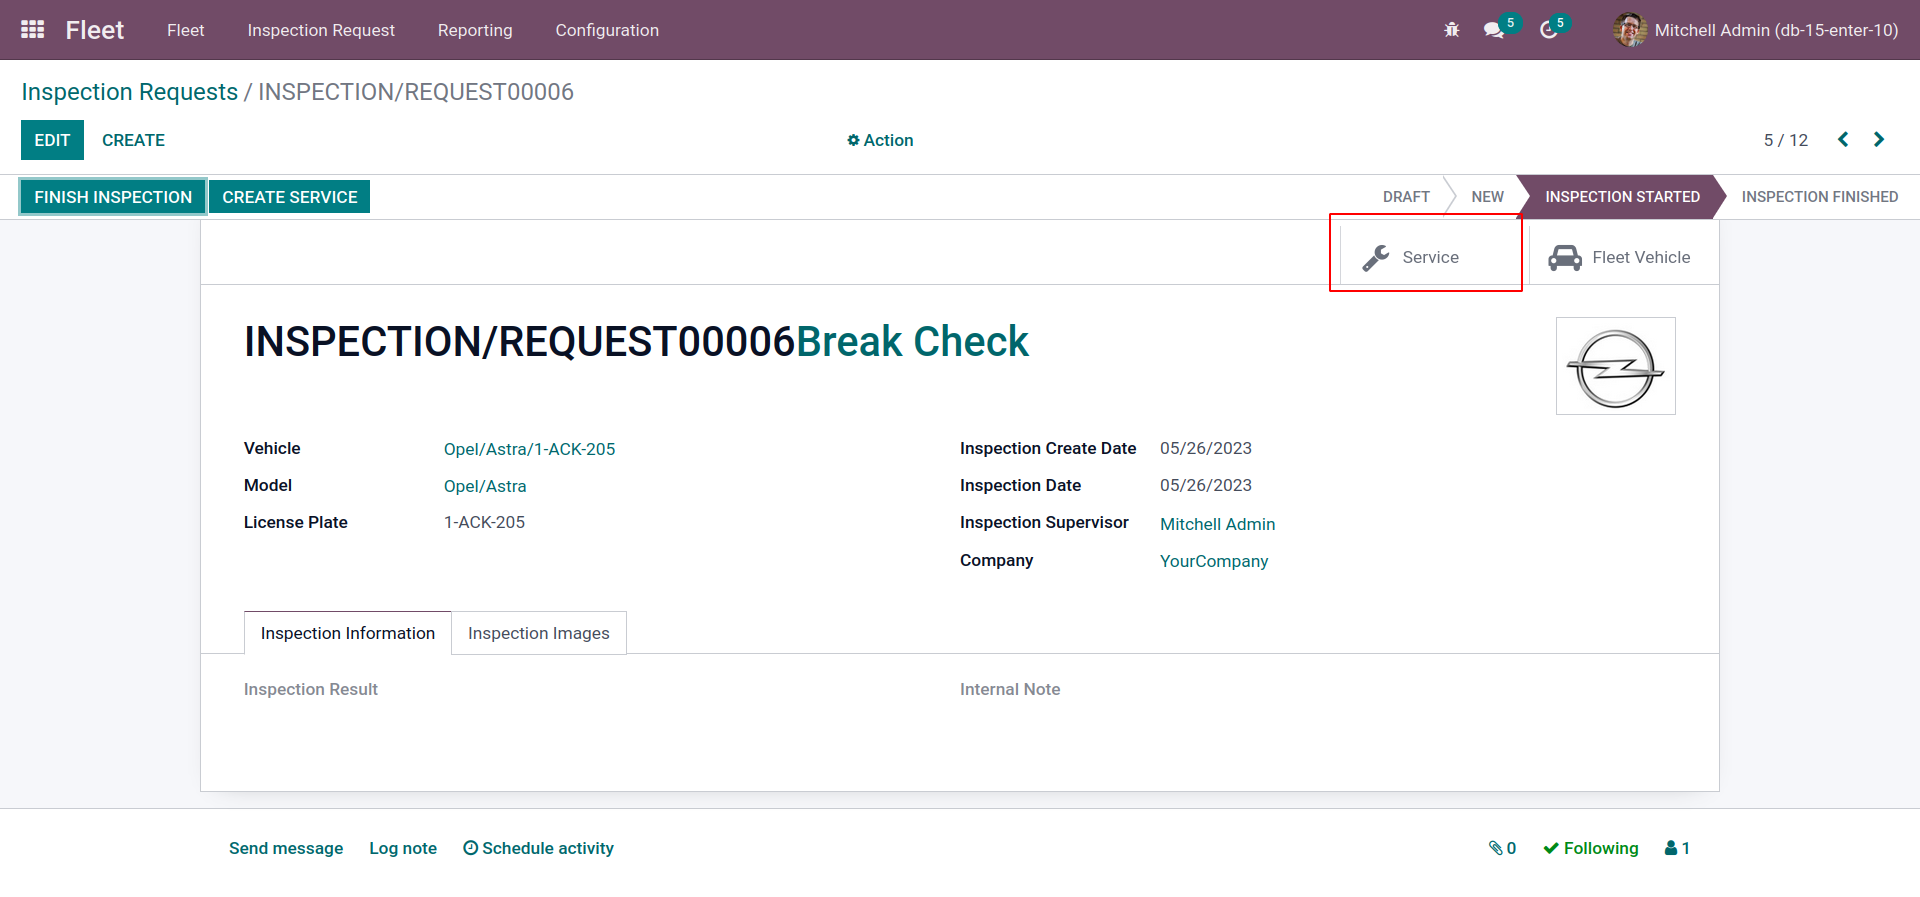 Fleet Fleet Inspection Request Reporting Configuration 5 5 Mitchell Admin (db-15-enter-10)
Inspection Requests / INSPECTION/REQUEST00006
EDIT CREATE Action 5 / 12
FINISH INSPECTION CREATE SERVICE DRAFT NEW INSPECTION STARTED INSPECTION FINISHED
Service Fleet Vehicle
INSPECTION/REQUEST00006Break Check
Vehicle Opel/Astra/1-ACK-205 Inspection Create Date 05/26/2023
Model Opel/Astra Inspection Date 05/26/2023
License Plate 1-ACK-205 Inspection Supervisor Mitchell Admin
Company YourCompany
Inspection Information Inspection Images
Inspection Result Internal Note
Send message Log note Schedule activity 0 Following 1